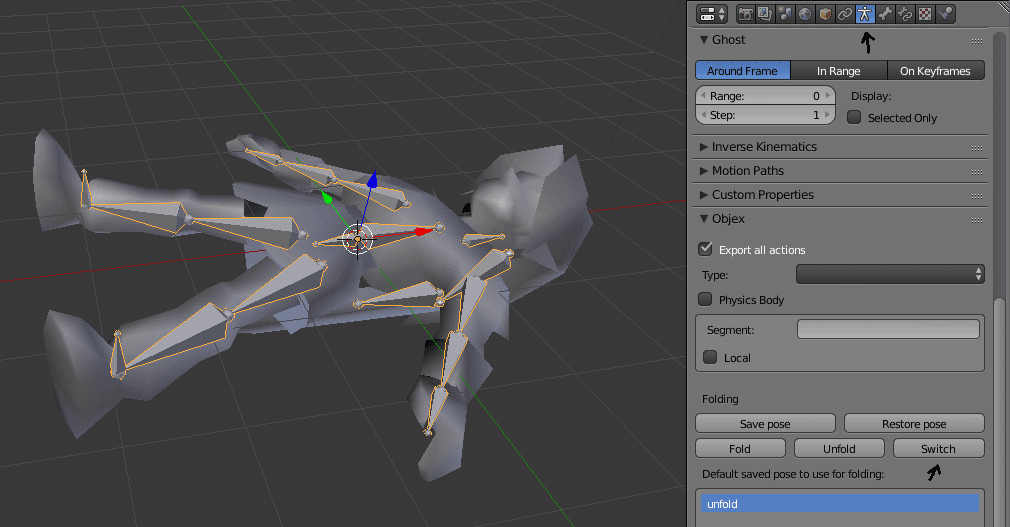 Ghost
Around Frame In Range On Keyframes
Range: 0 Display:
Step: 1 Selected Only
Inverse Kinematics
Motion Paths
Custom Properties
Objex
Export all actions
Type:
Physics Body
Segment:
Local
Folding
Save pose Restore pose
Fold Unfold Switch
Default saved pose to use for folding:
unfold